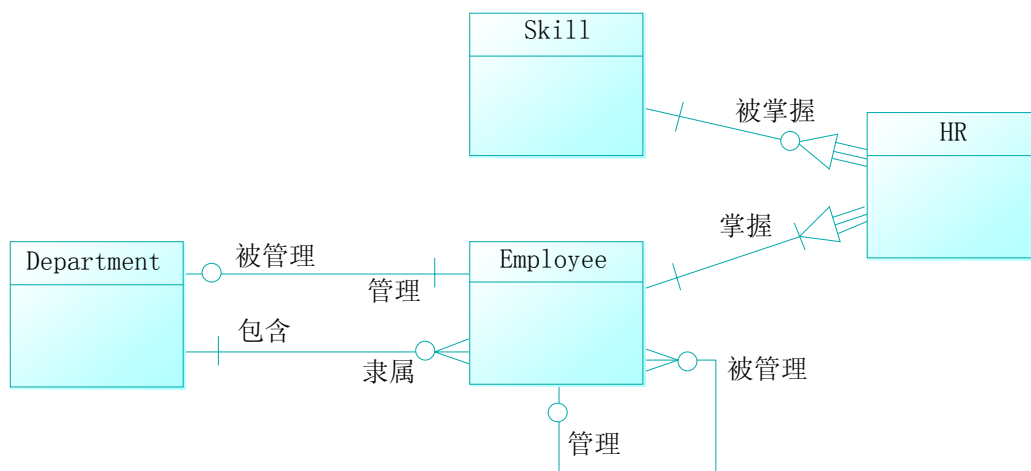 Skill
被掌握
HR
掌握
Department
被管理
管理
Employee
包含
隶属
被管理
管理